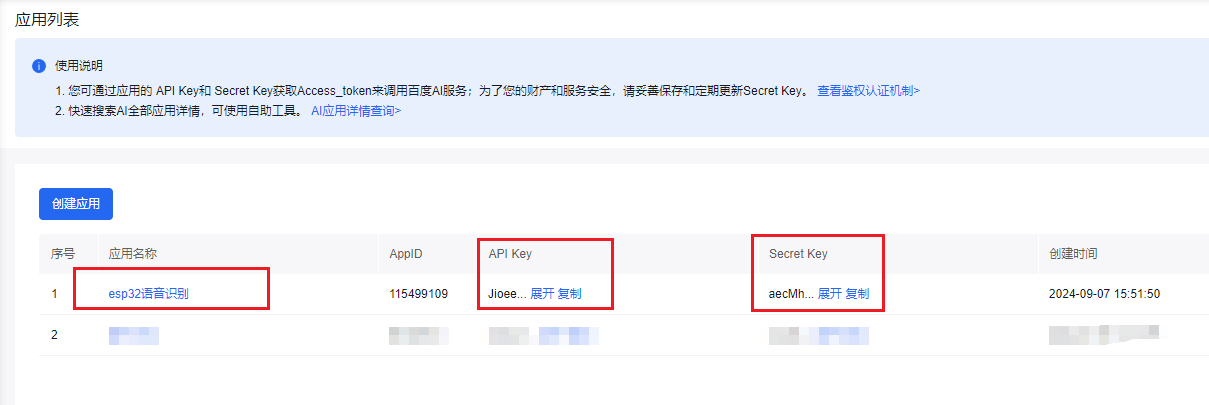 应用列表
使用说明
1. 您可通过应用的 API Key和 Secret Key获取Access_token来调用百度AI服务；为了您的财产和服务安全，请妥善保存和定期更新Secret Key。 查看鉴权认证机制>
2. 快速搜索AI全部应用详情，可使用自助工具。 AI应用详情查询>
创建应用
序号 应用名称 AppID API Key Secret Key 创建时间
1 esp32语音识别 115499109 Jioee... 展开 复制 aecMh... 展开 复制 2024-09-07 15:51:50
2